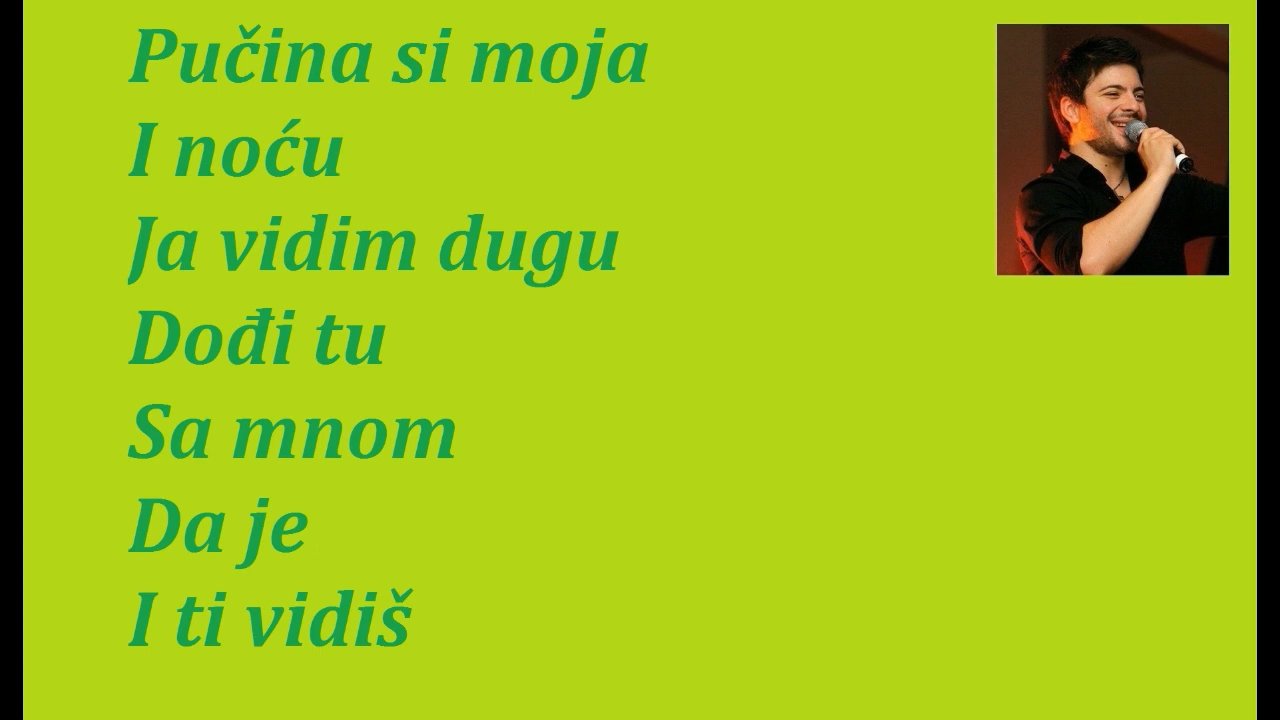 Pučina si moja
I noću
Ja vidim dugu
Dođi tu
Sa mnom
Da je
I ti vidiš